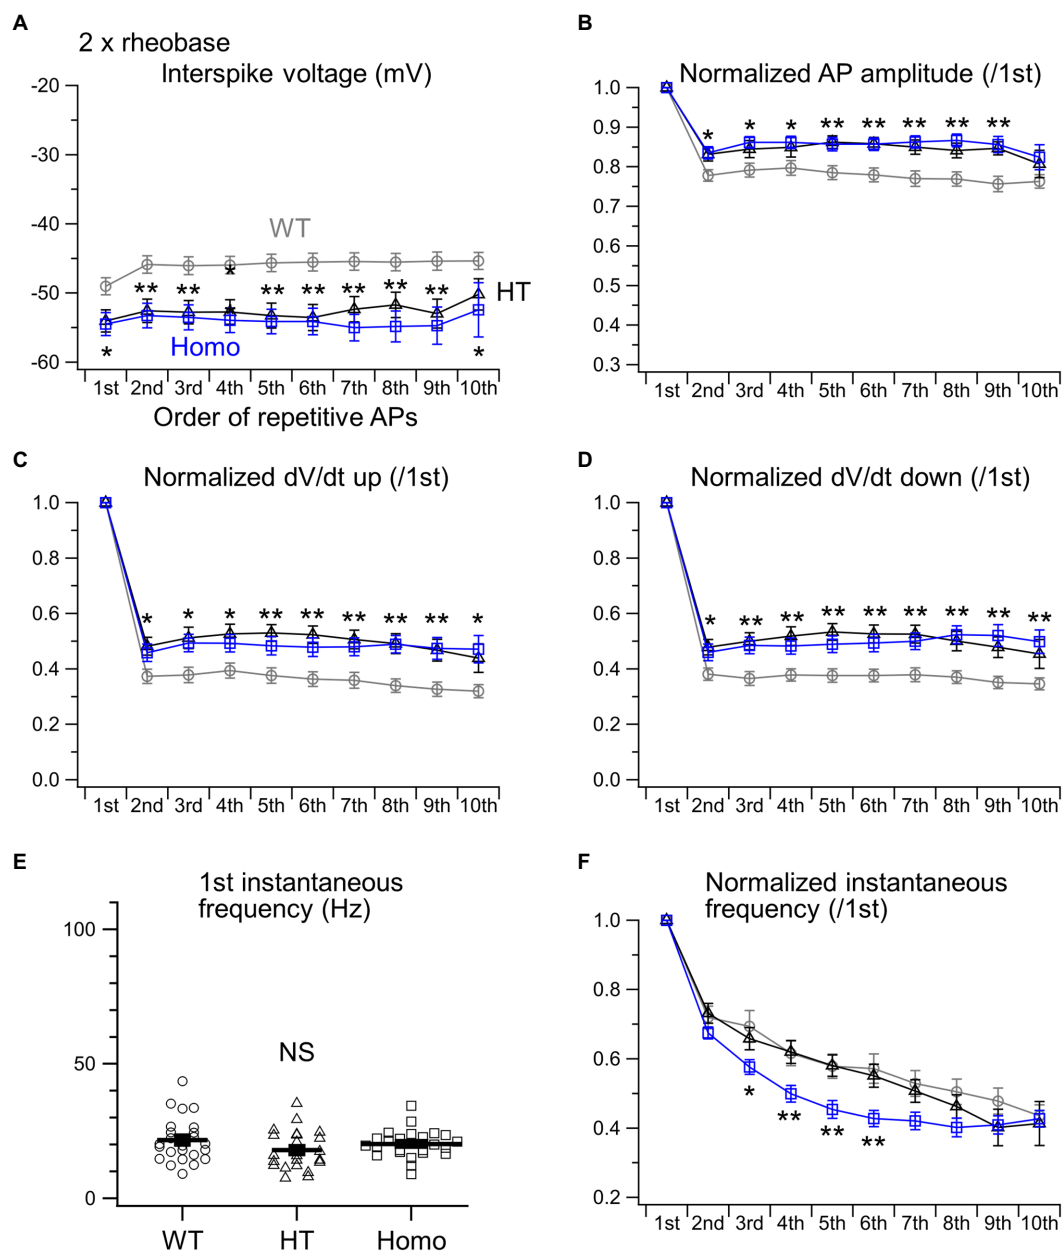 A
2 x rheobase
Interspike voltage (mV)
-20
-30
-40
-50
-60
WT
* 
** ** ** ** ** ** **
HT
*
Homo
* *
1st 2nd 3rd 4th 5th 6th 7th 8th 9th 10th
Order of repetitive APs
B
Normalized AP amplitude (/1st)
1.0
0.9
0.8
0.7
0.6
0.5
0.4
0.3
* * * ** ** ** ** **
1st 2nd 3rd 4th 5th 6th 7th 8th 9th 10th
C
Normalized dV/dt up (/1st)
1.0
0.8
0.6
0.4
0.2
0.0
* * * ** ** ** ** ** *
1st 2nd 3rd 4th 5th 6th 7th 8th 9th 10th
D
Normalized dV/dt down (/1st)
1.0
0.8
0.6
0.4
0.2
0.0
* ** ** ** ** ** ** ** **
1st 2nd 3rd 4th 5th 6th 7th 8th 9th 10th
E
1st instantaneous
frequency (Hz)
100
50
0
NS
WT HT Homo
F
Normalized instantaneous
frequency (/1st)
1.0
0.8
0.6
0.4
0.2
* ** ** **
1st 2nd 3rd 4th 5th 6th 7th 8th 9th 10th